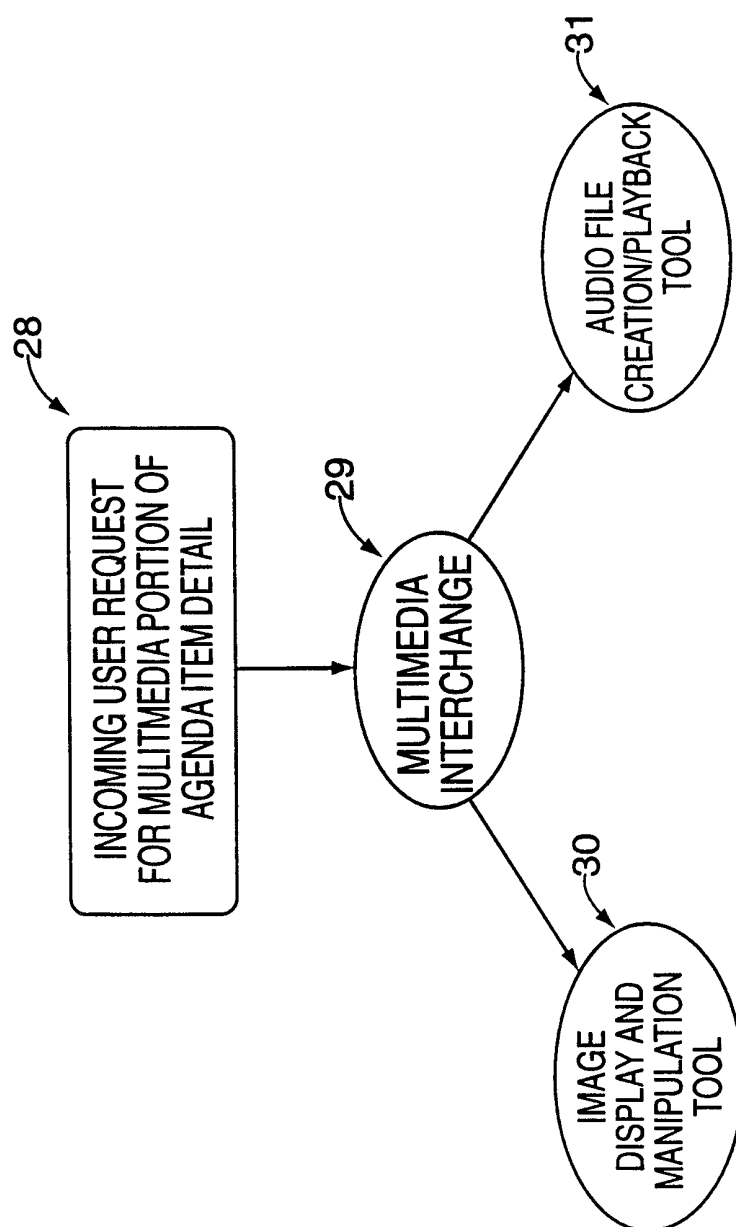 28
INCOMING USER REQUEST
FOR MULITMEDIA PORTION OF
AGENDA ITEM DETAIL
29
MULTIMEDIA
INTERCHANGE
30
IMAGE
DISPLAY AND
MANIPULATION
TOOL
31
AUDIO FILE
CREATION/PLAYBACK
TOOL